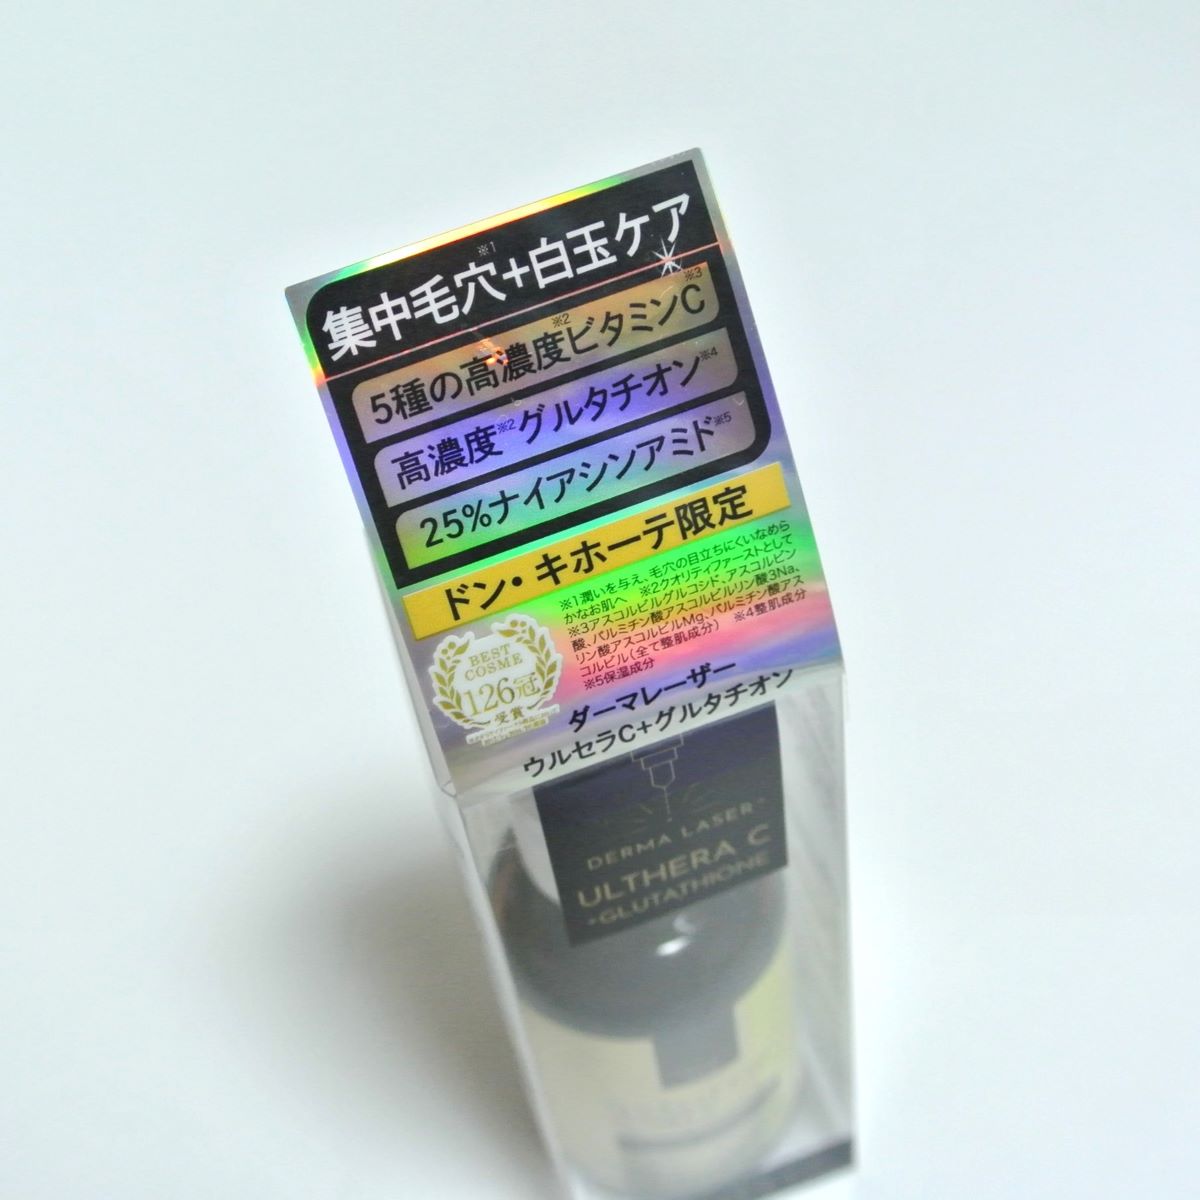 集中毛穴※1+白玉ケア
5種の高濃度※2ビタミンC※3
高濃度※2グルタチオン※4
25%ナイアシンアミド※5
ドン・キホーテ限定
※1潤いを与え、毛穴の目立ちにくいなめら
かなお肌へ ※2クオリティファーストとして
※3アスコルビルグルコシド、アスコルビン
酸、パルミチン酸アスコルビルリン酸3Na、
リン酸アスコルビルMg、パルミチン酸アス
コルビル(全て整肌成分) ※4整肌成分
※5保湿成分
BEST
COSME
126冠
受賞
ダーマレーザー
ウルセラC+グルタチオン
DERMA LASER
ULTHERA C
+GLUTATHIONE